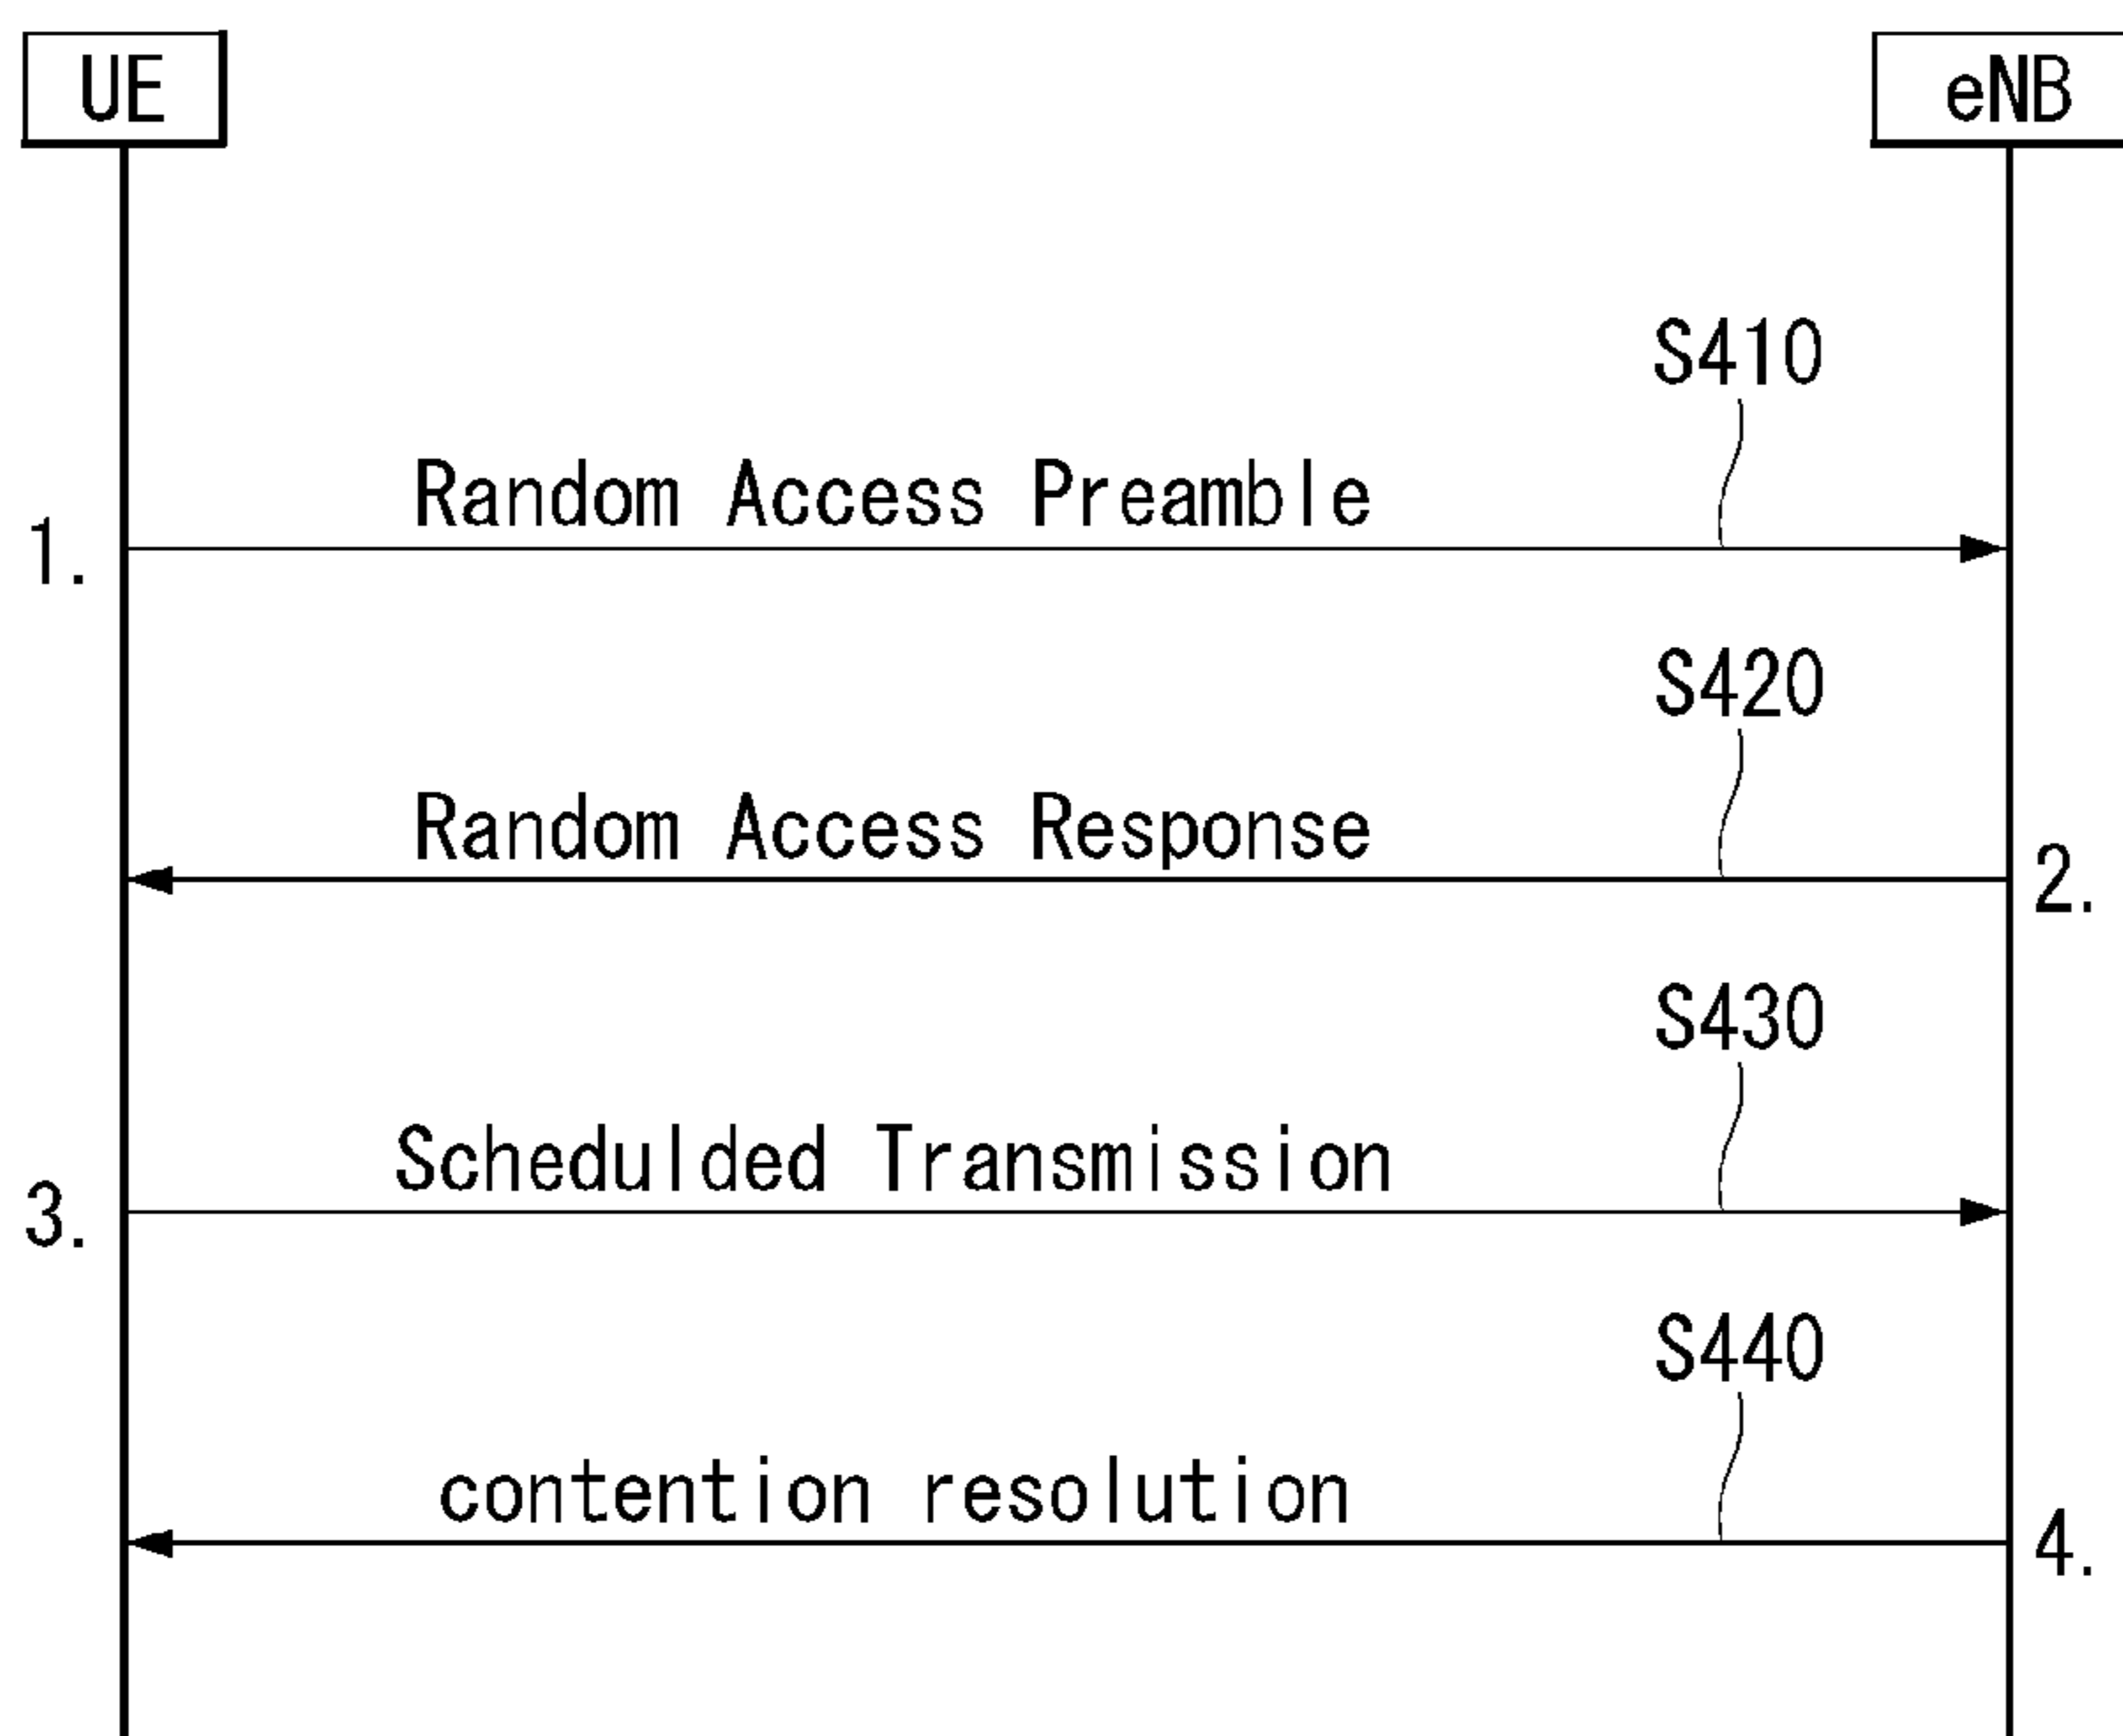 UE
eNB
S410
Random Access Preamble
1.
S420
Random Access Response
2.
S430
Schedulded Transmission
3.
S440
contention resolution
4.